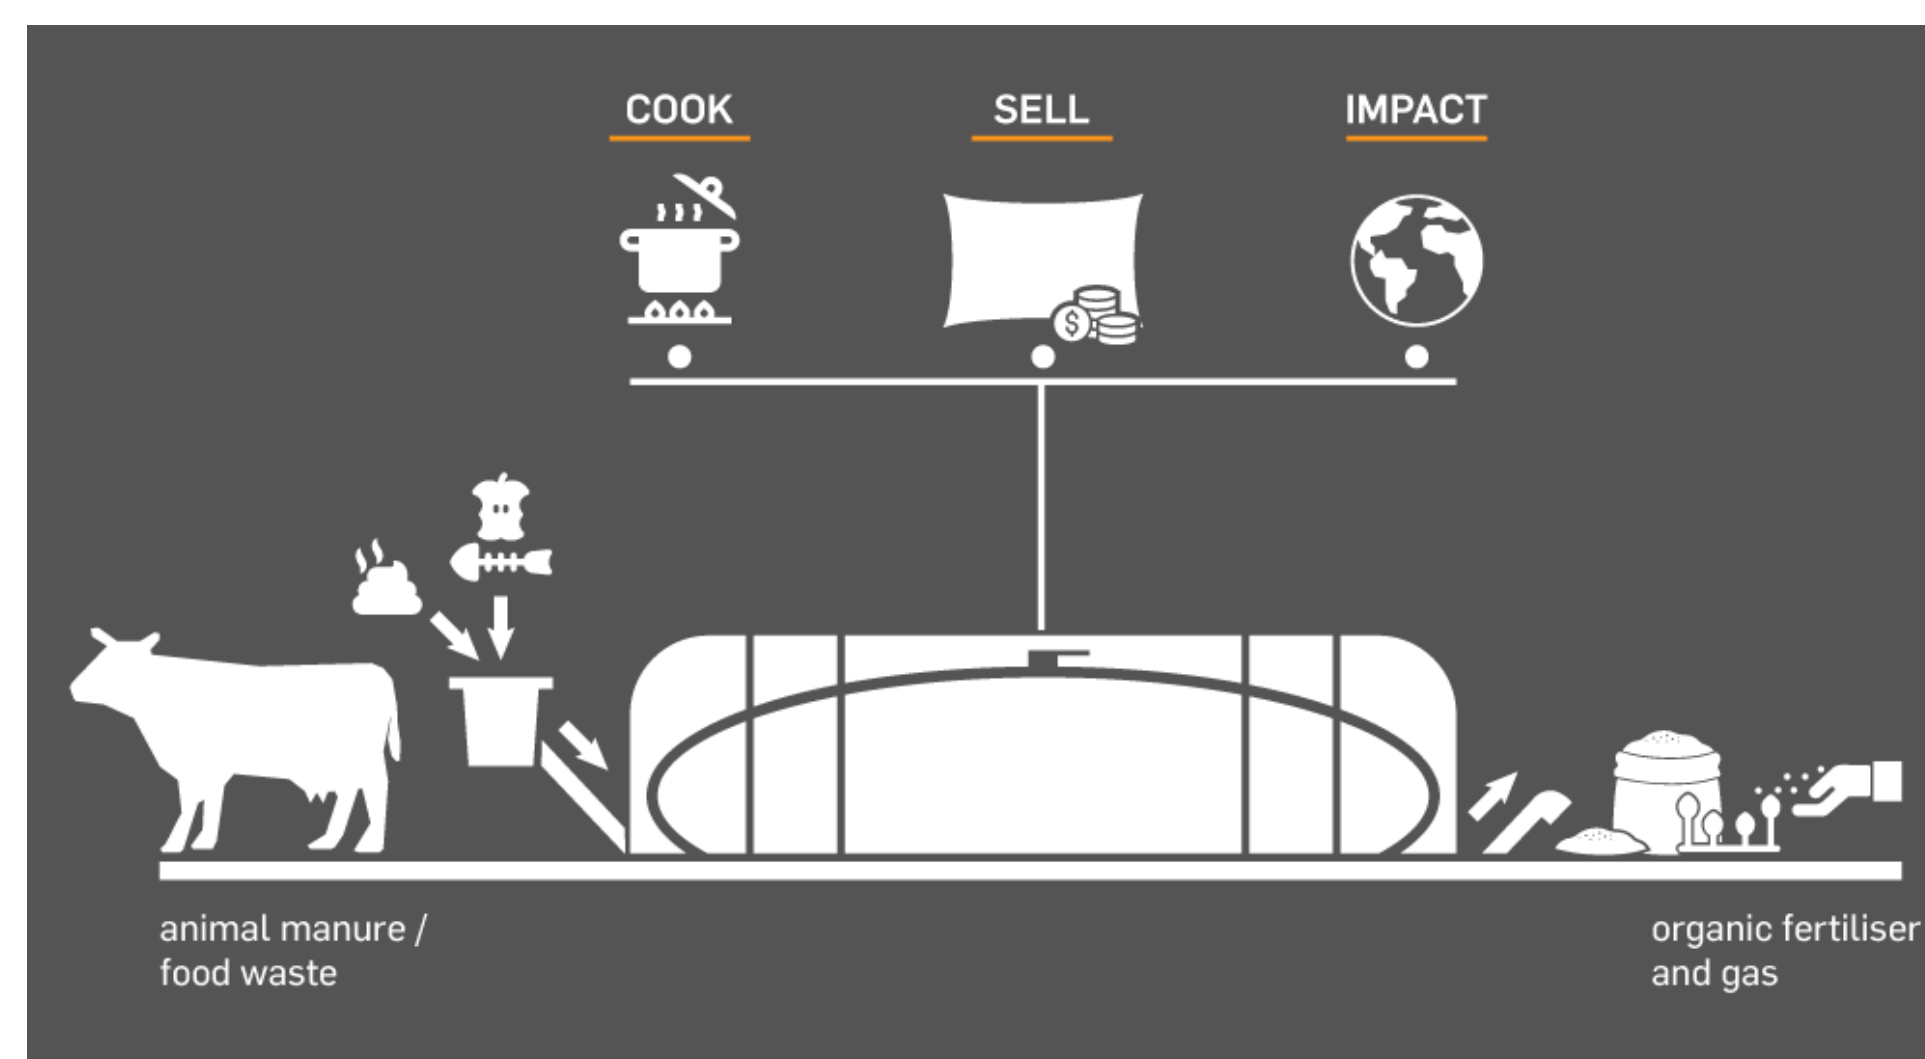 COOK
SELL
IMPACT
$
animal manure /
food waste
organic fertiliser
and gas